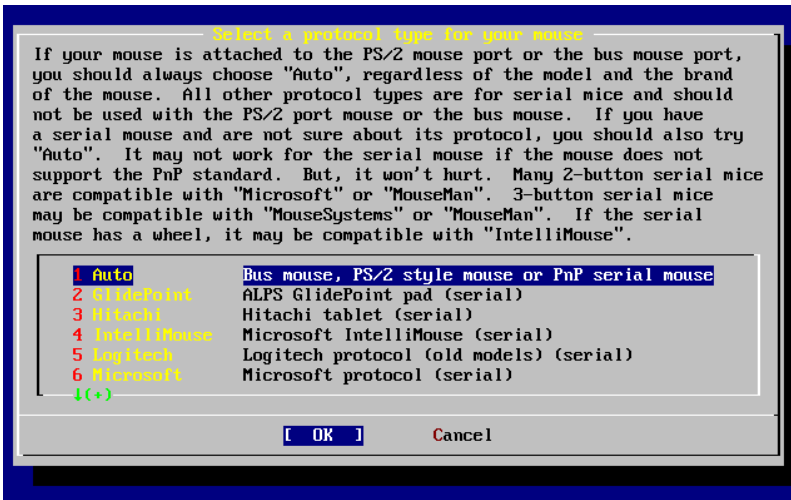 Select a protocol type for your mouse
If your mouse is attached to the PS/2 mouse port or the bus mouse port,
you should always choose "Auto", regardless of the model and the brand
of the mouse.  All other protocol types are for serial mice and should
not be used with the PS/2 port mouse or the bus mouse.  If you have
a serial mouse and are not sure about its protocol, you should also try
"Auto".  It may not work for the serial mouse if the mouse does not
support the PnP standard.  But, it won't hurt.  Many 2-button serial mice
are compatible with "Microsoft" or "MouseMan".  3-button serial mice
may be compatible with "MouseSystems" or "MouseMan".  If the serial
mouse has a wheel, it may be compatible with "IntelliMouse".
1 Auto Bus mouse, PS/2 style mouse or PnP serial mouse
2 GlidePoint ALPS GlidePoint pad (serial)
3 Hitachi Hitachi tablet (serial)
4 IntelliMouse Microsoft IntelliMouse (serial)
5 Logitech Logitech protocol (old models) (serial)
6 Microsoft Microsoft protocol (serial)
↓(+)
[  OK  ] Cancel